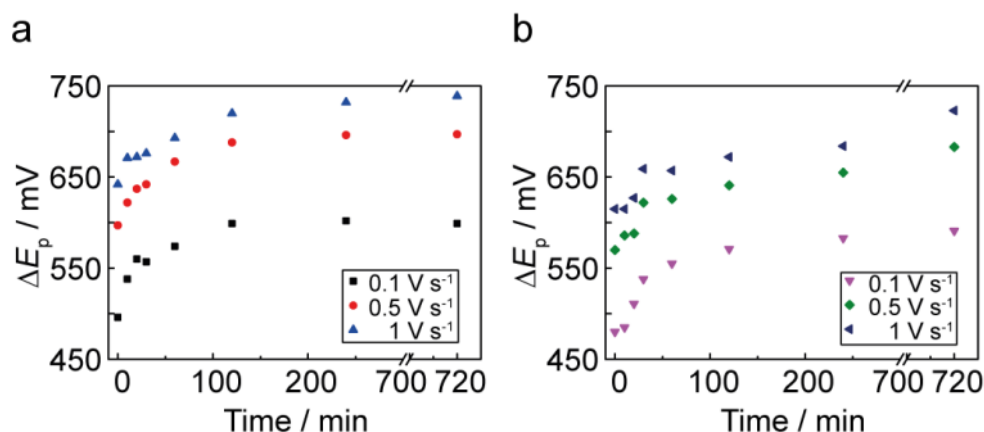 a
750
650
550
450
ΔEp / mV
0 100 200 700 720
Time / min
0.1 V s⁻¹
0.5 V s⁻¹
1 V s⁻¹
b
750
650
550
450
ΔEp / mV
0 100 200 700 720
Time / min
0.1 V s⁻¹
0.5 V s⁻¹
1 V s⁻¹